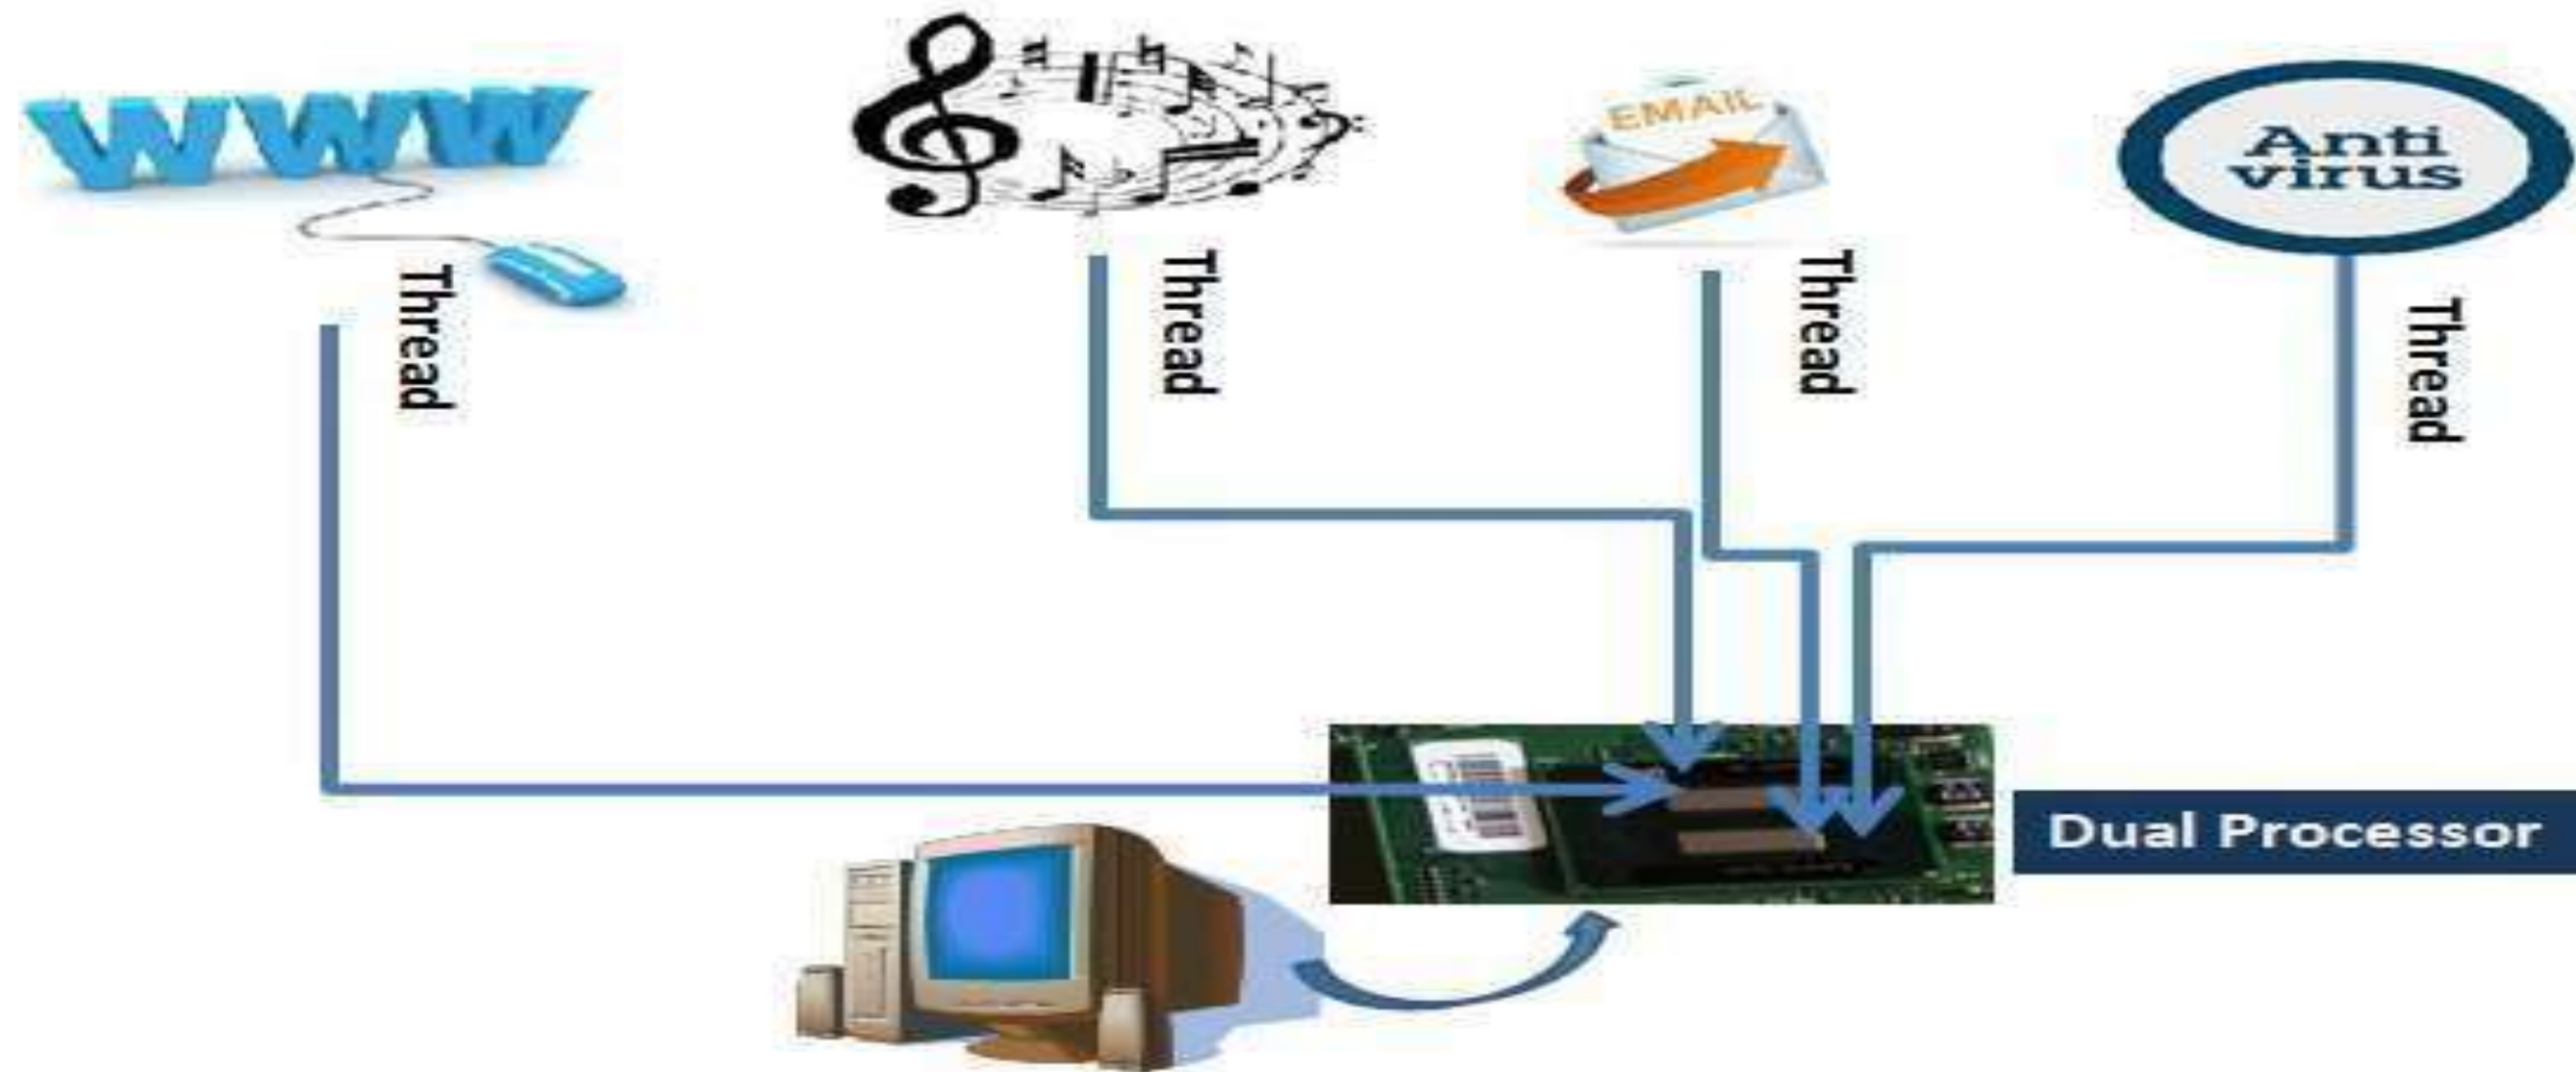 WWW
EMAIL
Anti
virus
Thread
Thread
Thread
Thread
Dual Processor